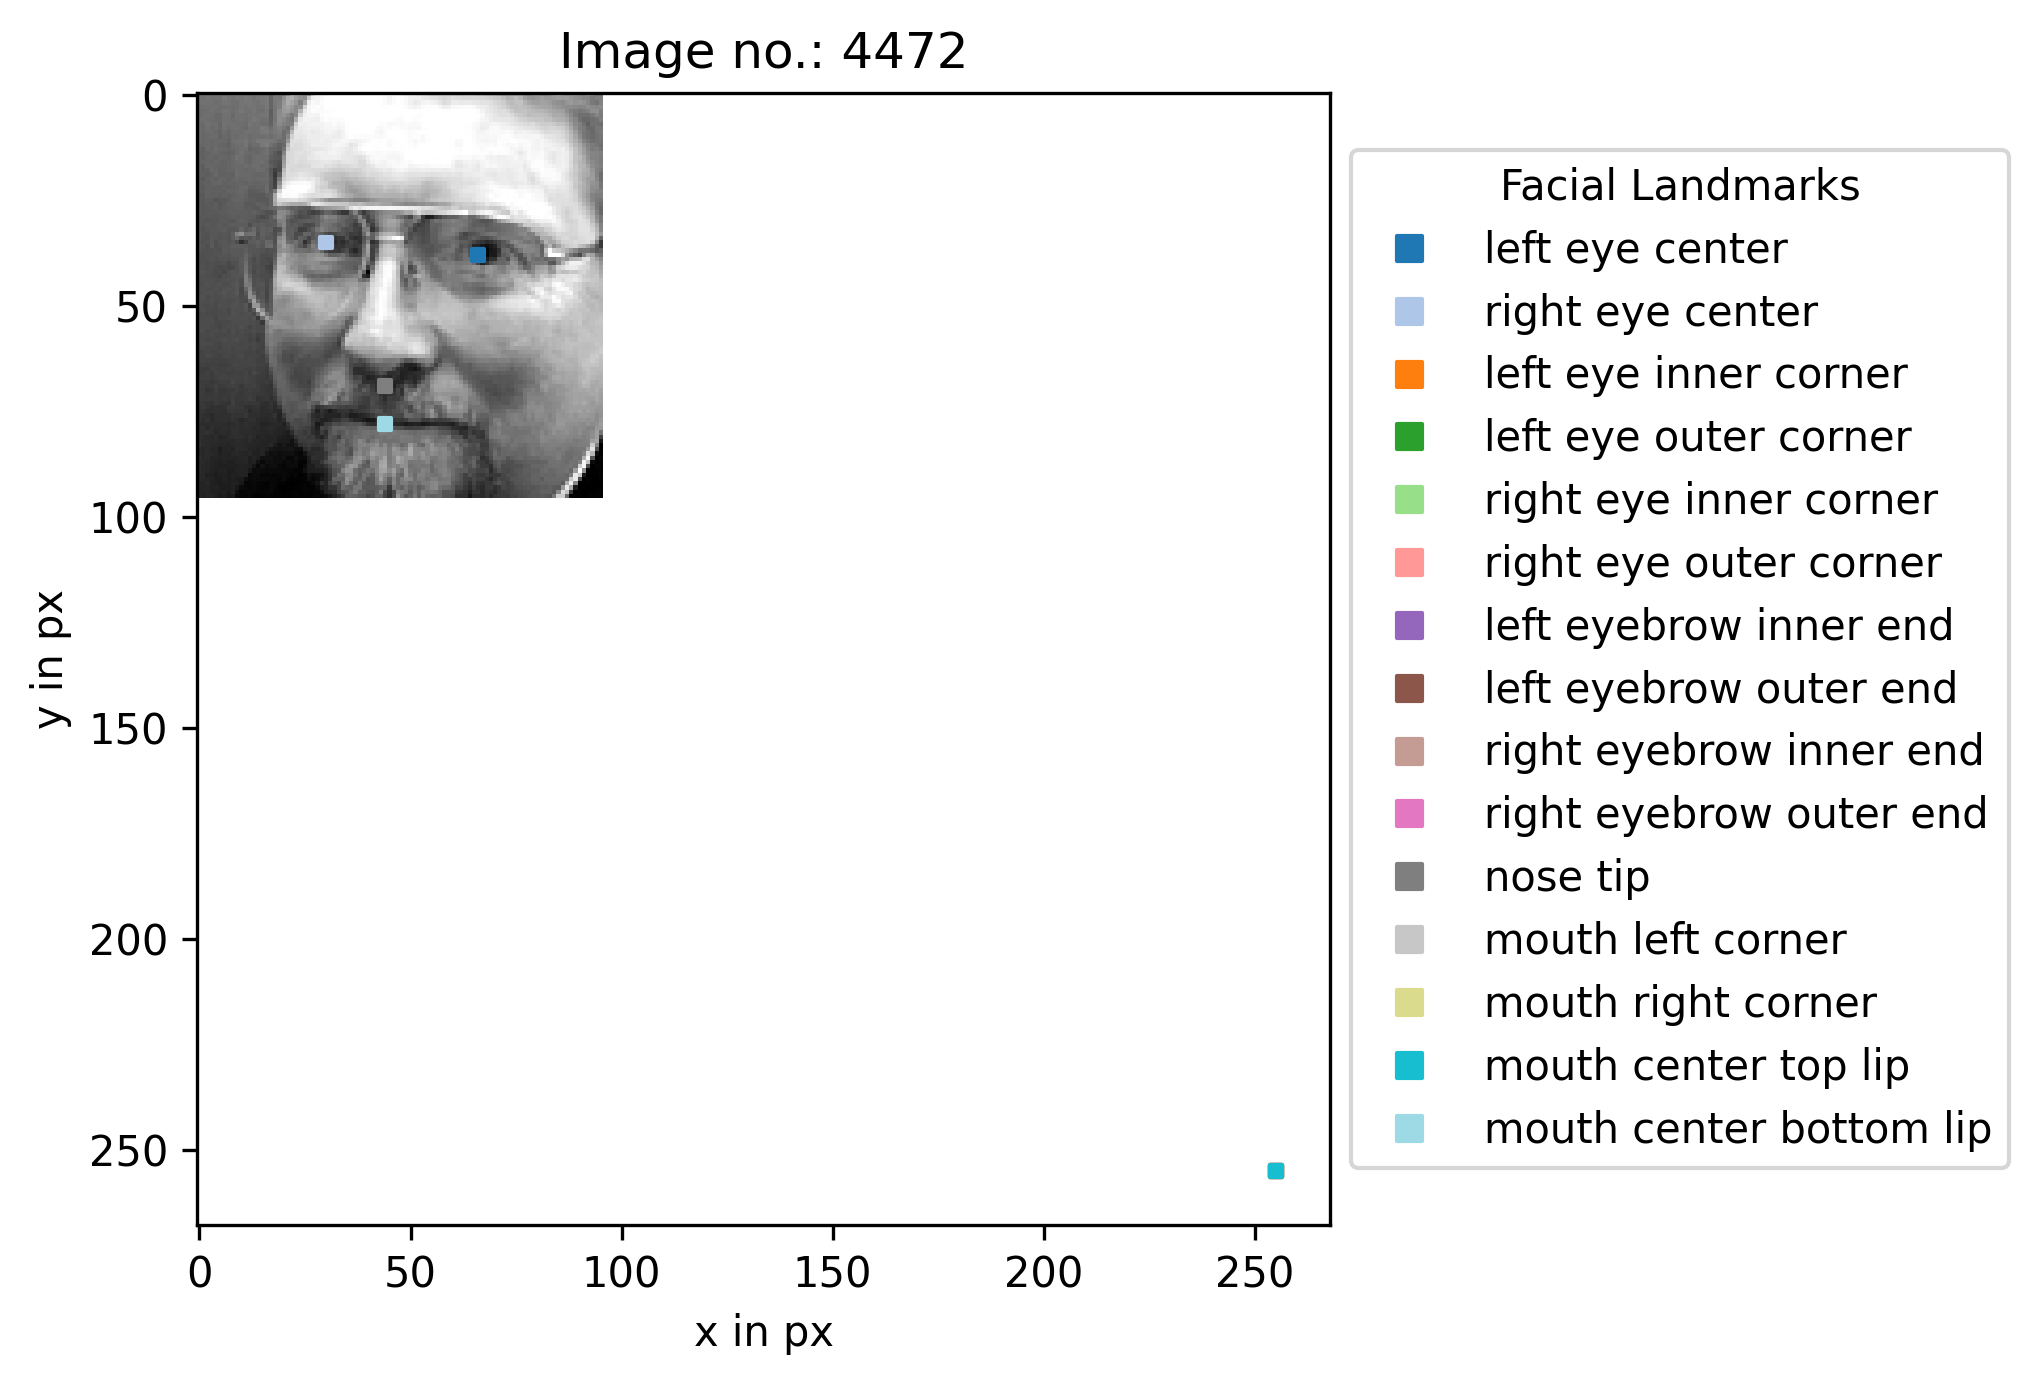 Image no.: 4472
0
50
100
150
200
250
y in px
0 50 100 150 200 250
x in px
Facial Landmarks
left eye center
right eye center
left eye inner corner
left eye outer corner
right eye inner corner
right eye outer corner
left eyebrow inner end
left eyebrow outer end
right eyebrow inner end
right eyebrow outer end
nose tip
mouth left corner
mouth right corner
mouth center top lip
mouth center bottom lip